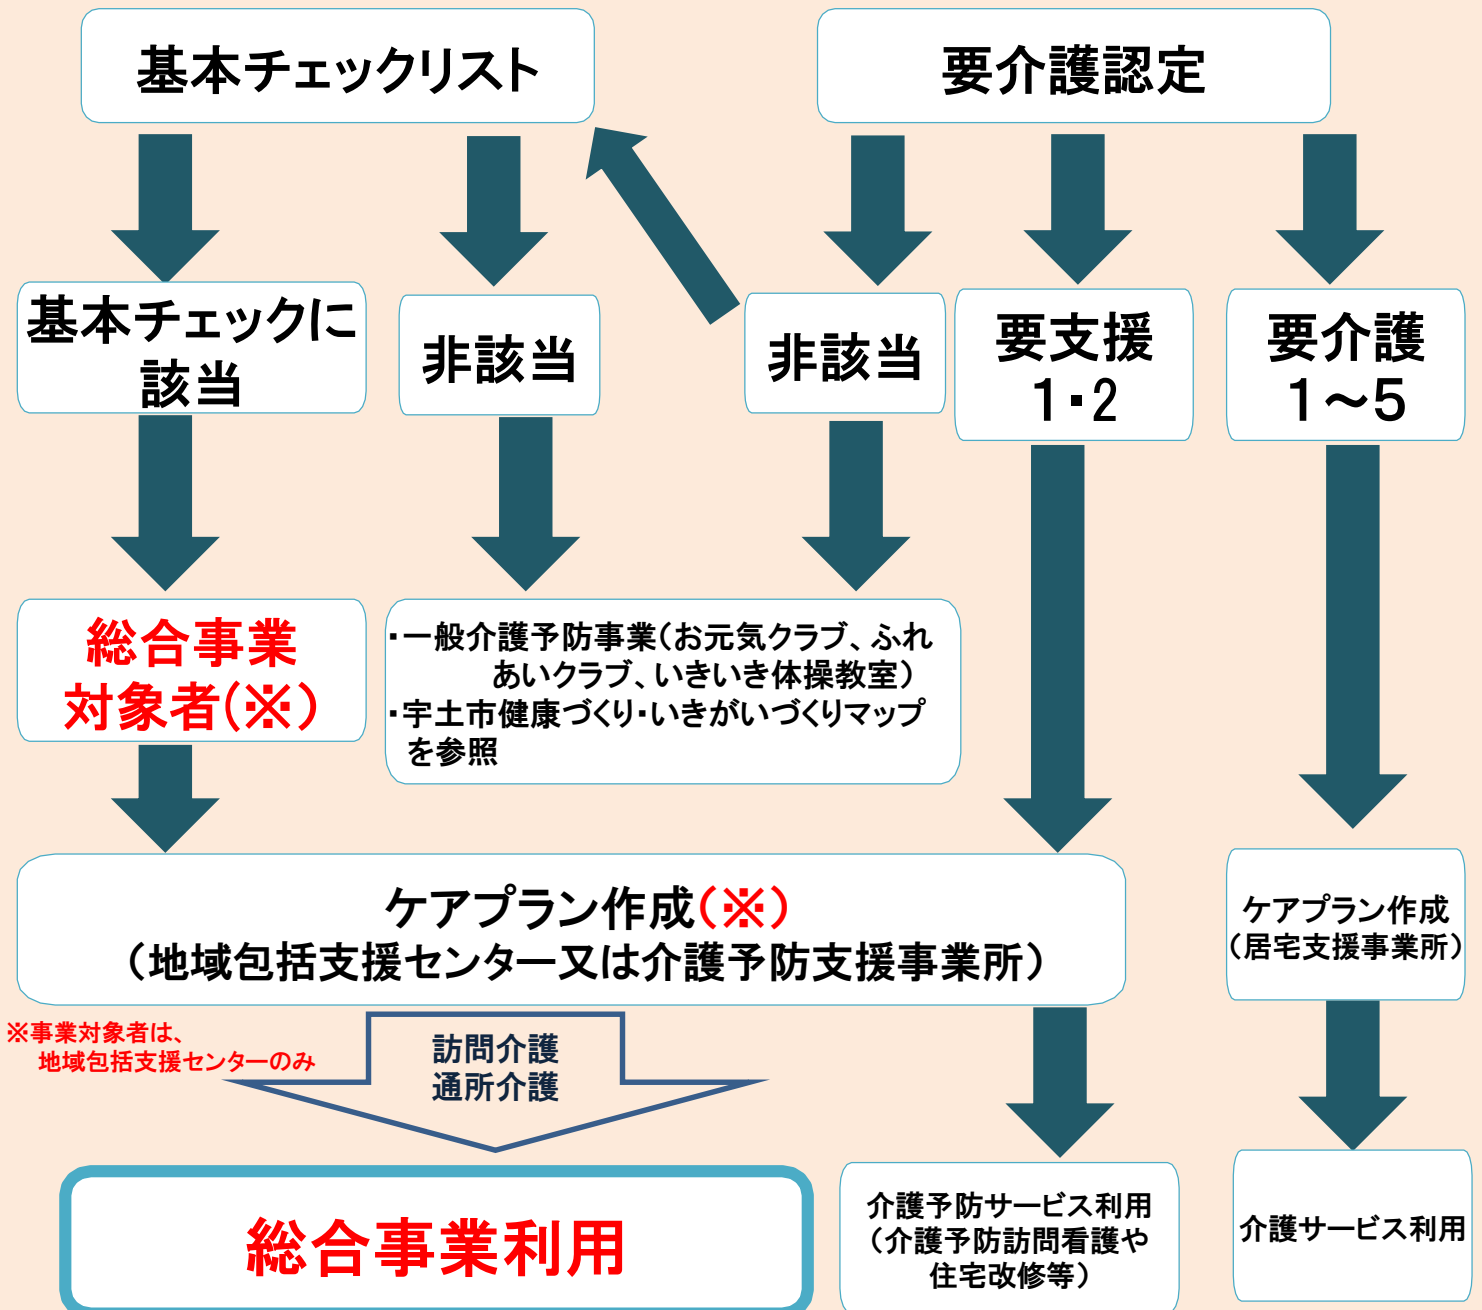 基本チェックリスト
要介護認定
基本チェックに
該当
非該当
非該当
要支援
1・2
要介護
1～5
総合事業
対象者(※)
・一般介護予防事業(お元気クラブ、ふれ
あいクラブ、いきいき体操教室)
・宇土市健康づくり・いきがいづくりマップ
を参照
ケアプラン作成(※)
(地域包括支援センター又は介護予防支援事業所)
ケアプラン作成
(居宅支援事業所)
※事業対象者は、
地域包括支援センターのみ
訪問介護
通所介護
総合事業利用
介護予防サービス利用
(介護予防訪問看護や
住宅改修等)
介護サービス利用